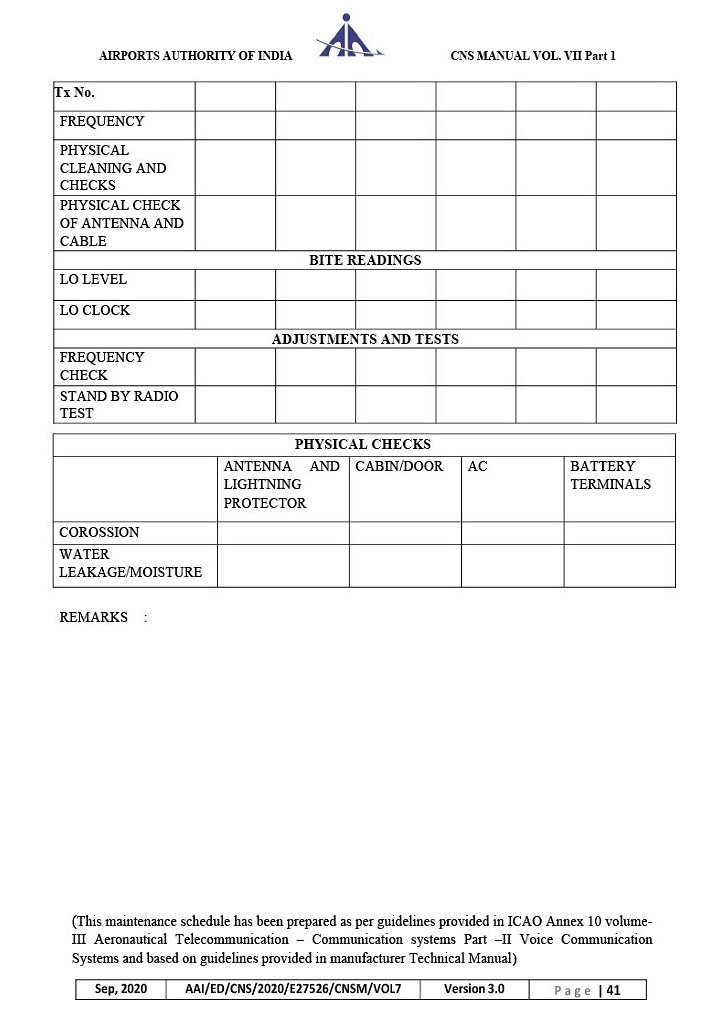 AIRPORTS AUTHORITY OF INDIA CNS MANUAL VOL. VII Part 1
Tx No.
FREQUENCY
PHYSICAL
CLEANING AND
CHECKS
PHYSICAL CHECK
OF ANTENNA AND
CABLE
BITE READINGS
LO LEVEL
LO CLOCK
ADJUSTMENTS AND TESTS
FREQUENCY
CHECK
STAND BY RADIO
TEST
PHYSICAL CHECKS
ANTENNA AND CABIN/DOOR AC BATTERY
LIGHTNING TERMINALS
PROTECTOR
COROSSION
WATER
LEAKAGE/MOISTURE
REMARKS :
(This maintenance schedule has been prepared as per guidelines provided in ICAO Annex 10 volume-
III Aeronautical Telecommunication – Communication systems Part –II Voice Communication
Systems and based on guidelines provided in manufacturer Technical Manual)
Sep, 2020 AAI/ED/CNS/2020/E27526/CNSM/VOL7 Version 3.0 Page | 41